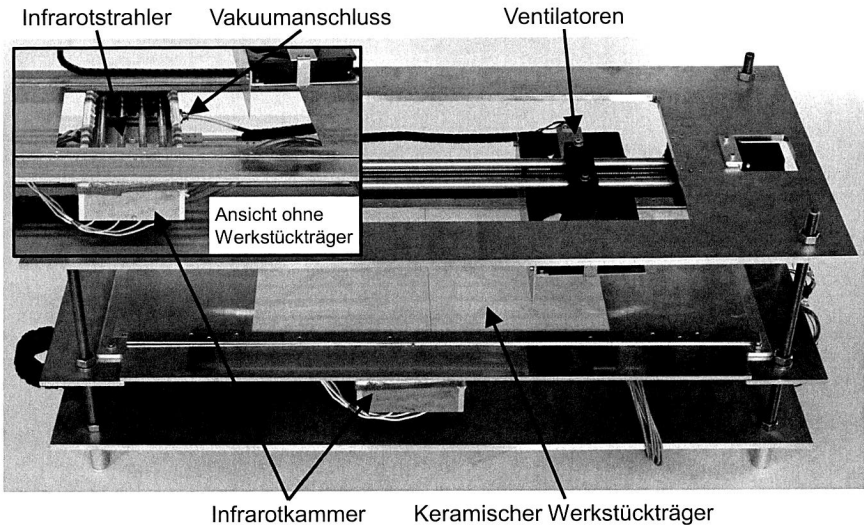 Infrarotstrahler
Vakuumanschluss
Ventilatoren
Ansicht ohne
Werkstückträger
Infrarotkammer
Keramischer Werkstückträger